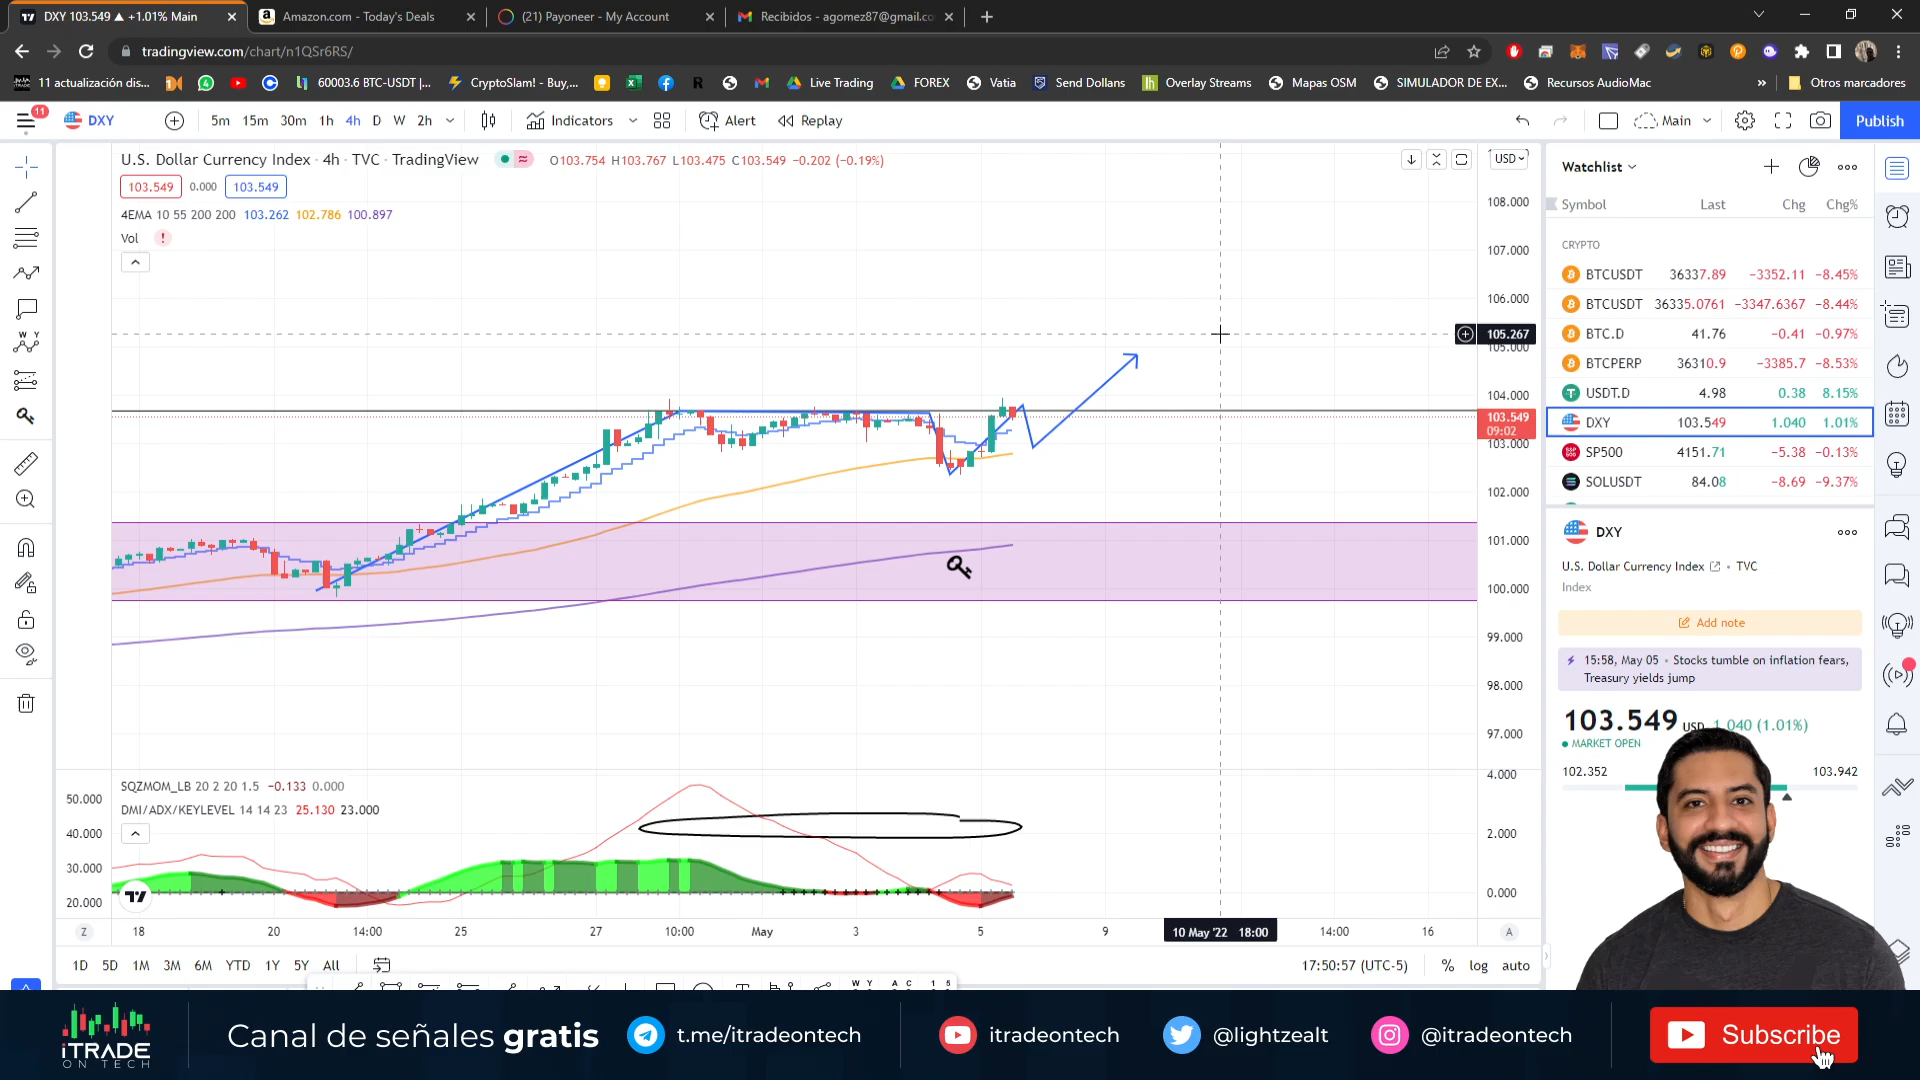 DXY 103.549 ▲ +1.01% Main
Amazon.com - Today's Deals
(21) Payoneer - My Account
Recibidos - agomez87@gmail.co
tradingview.com/chart/n1QSr6RS/
11 actualización dis...
60003.6 BTC-USDT |...
CryptoSlam! - Buy,...
Live Trading
FOREX
Vatia
Send Dollans
Overlay Streams
Mapas OSM
SIMULADOR DE EX...
Recursos AudioMac
»
Otros marcadores
11
DXY
5m 15m 30m 1h 4h D W 2h
Indicators
Alert
Replay
Main
Publish
U.S. Dollar Currency Index · 4h · TVC · TradingView
O103.754 H103.767 L103.475 C103.549 −0.202 (−0.19%)
103.549 0.000 103.549
4EMA 10 55 200 200 103.262 102.786 100.897
Vol !
USD
108.000
107.000
106.000
105.267
105.000
104.000
103.549
09:02
103.000
102.000
101.000
100.000
99.000
98.000
97.000
SQZMOM_LB 20 2 20 1.5 −0.133 0.000
DMI/ADX/KEYLEVEL 14 14 23 25.130 23.000
50.000
40.000
30.000
20.000
4.000
2.000
0.000
Z 18 20 14:00 25 27 10:00 May 3 5 9 10 May '22 18:00 14:00 16 A
1D 5D 1M 3M 6M YTD 1Y 5Y All
17:50:57 (UTC-5) % log auto
Watchlist
Symbol Last Chg Chg%
CRYPTO
BTCUSDT 36337.89 −3352.11 −8.45%
BTCUSDT 36335.0761 −3347.6367 −8.44%
BTC.D 41.76 −0.41 −0.97%
BTCPERP 36310.9 −3385.7 −8.53%
USDT.D 4.98 0.38 8.15%
DXY 103.549 1.040 1.01%
SP500 4151.71 −5.38 −0.13%
SOLUSDT 84.08 −8.69 −9.37%
DXY
U.S. Dollar Currency Index · TVC
Index
Add note
15:58, May 05 · Stocks tumble on inflation fears,
Treasury yields jump
103.549 USD 1.040 (1.01%)
MARKET OPEN
102.352 103.942
iTRADE
ON TECH
Canal de señales gratis
t.me/itradeontech
itradeontech
@lightzealt
@itradeontech
Subscribe